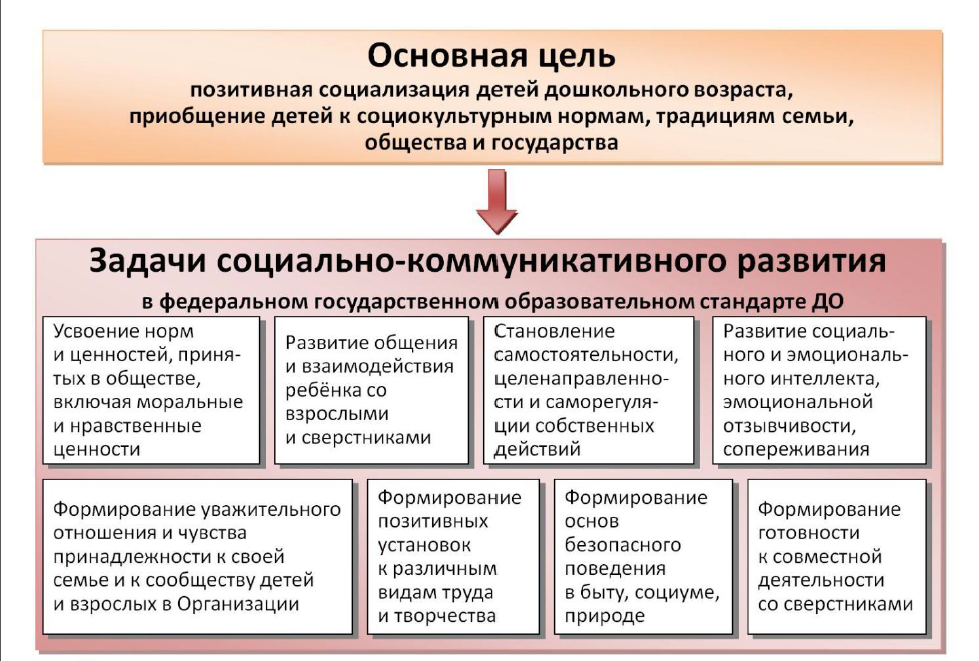 Основная цель
позитивная социализация детей дошкольного возраста,
приобщение детей к социокультурным нормам, традициям семьи,
общества и государства
Задачи социально-коммуникативного развития
в федеральном государственном образовательном стандарте ДО
Усвоение норм
и ценностей, приня-
тых в обществе,
включая моральные
и нравственные
ценности
Развитие общения
и взаимодействия
ребёнка со
взрослыми
и сверстниками
Становление
самостоятельности,
целенаправленно-
сти и саморегуля-
ции собственных
действий
Развитие социаль-
ного и эмоциональ-
ного интеллекта,
эмоциональной
отзывчивости,
сопереживания
Формирование уважительного
отношения и чувства
принадлежности к своей
семье и к сообществу детей
и взрослых в Организации
Формирование
позитивных
установок
к различным
видам труда
и творчества
Формирование
основ
безопасного
поведения
в быту, социуме,
природе
Формирование
готовности
к совместной
деятельности
со сверстниками